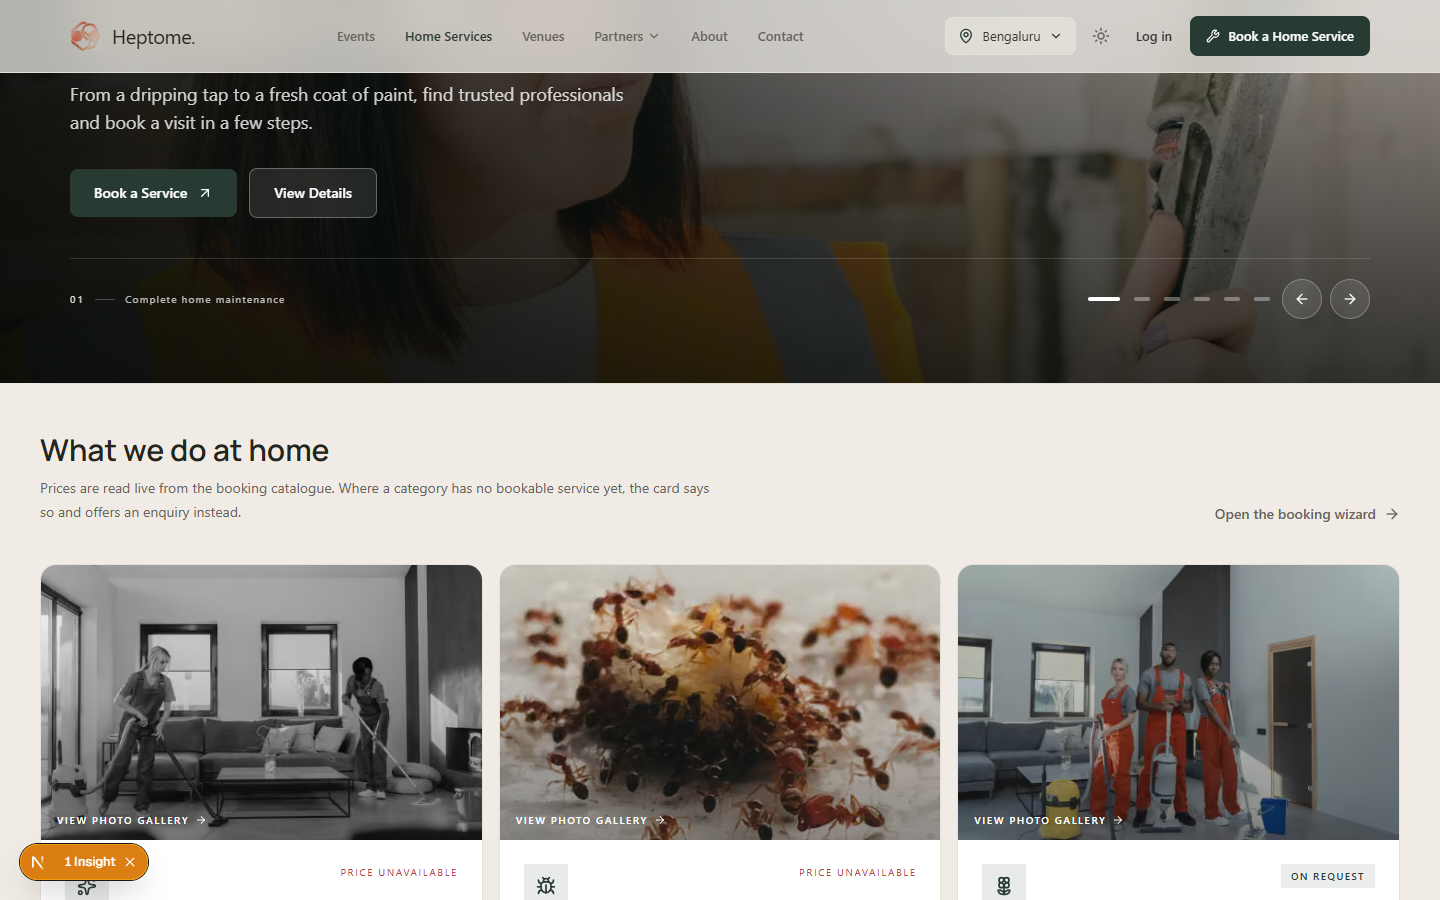 Heptome.
Events
Home Services
Venues
Partners
About
Contact
Bengaluru
Log in
Book a Home Service
From a dripping tap to a fresh coat of paint, find trusted professionals
and book a visit in a few steps.
Book a Service
View Details
01
Complete home maintenance
What we do at home
Prices are read live from the booking catalogue. Where a category has no bookable service yet, the card says
so and offers an enquiry instead.
Open the booking wizard
VIEW PHOTO GALLERY
VIEW PHOTO GALLERY
VIEW PHOTO GALLERY
1 Insight
PRICE UNAVAILABLE
PRICE UNAVAILABLE
ON REQUEST